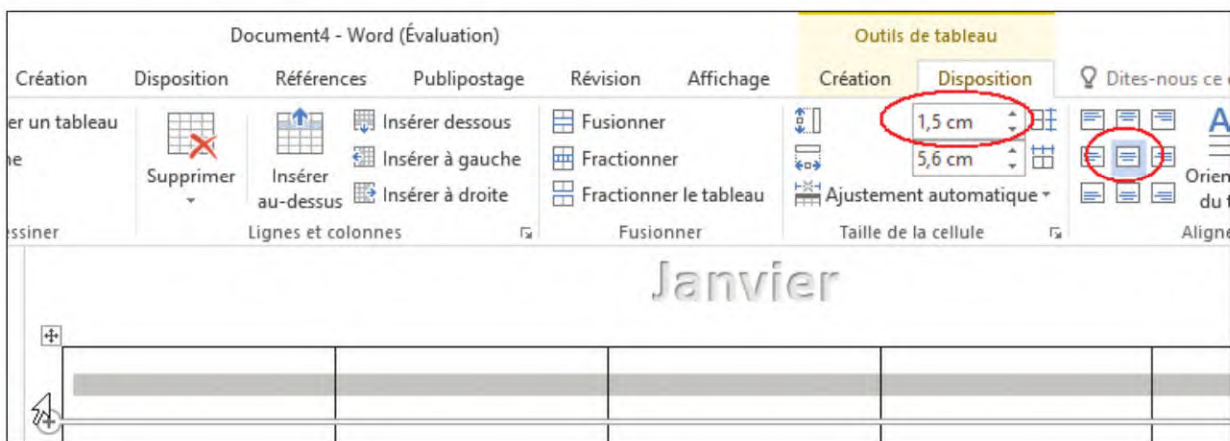 Document4 - Word (Évaluation)
Outils de tableau
Création Disposition Références Publipostage Révision Affichage Création Disposition Dites-nous ce
er un tableau
Supprimer
Insérer
au-dessus
Insérer dessous
Insérer à gauche
Insérer à droite
Lignes et colonnes
Fusionner
Fractionner
Fractionner le tableau
Fusionner
1,5 cm
5,6 cm
Ajustement automatique
Taille de la cellule
Orien
du t
Aligne
ssiner
Janvier